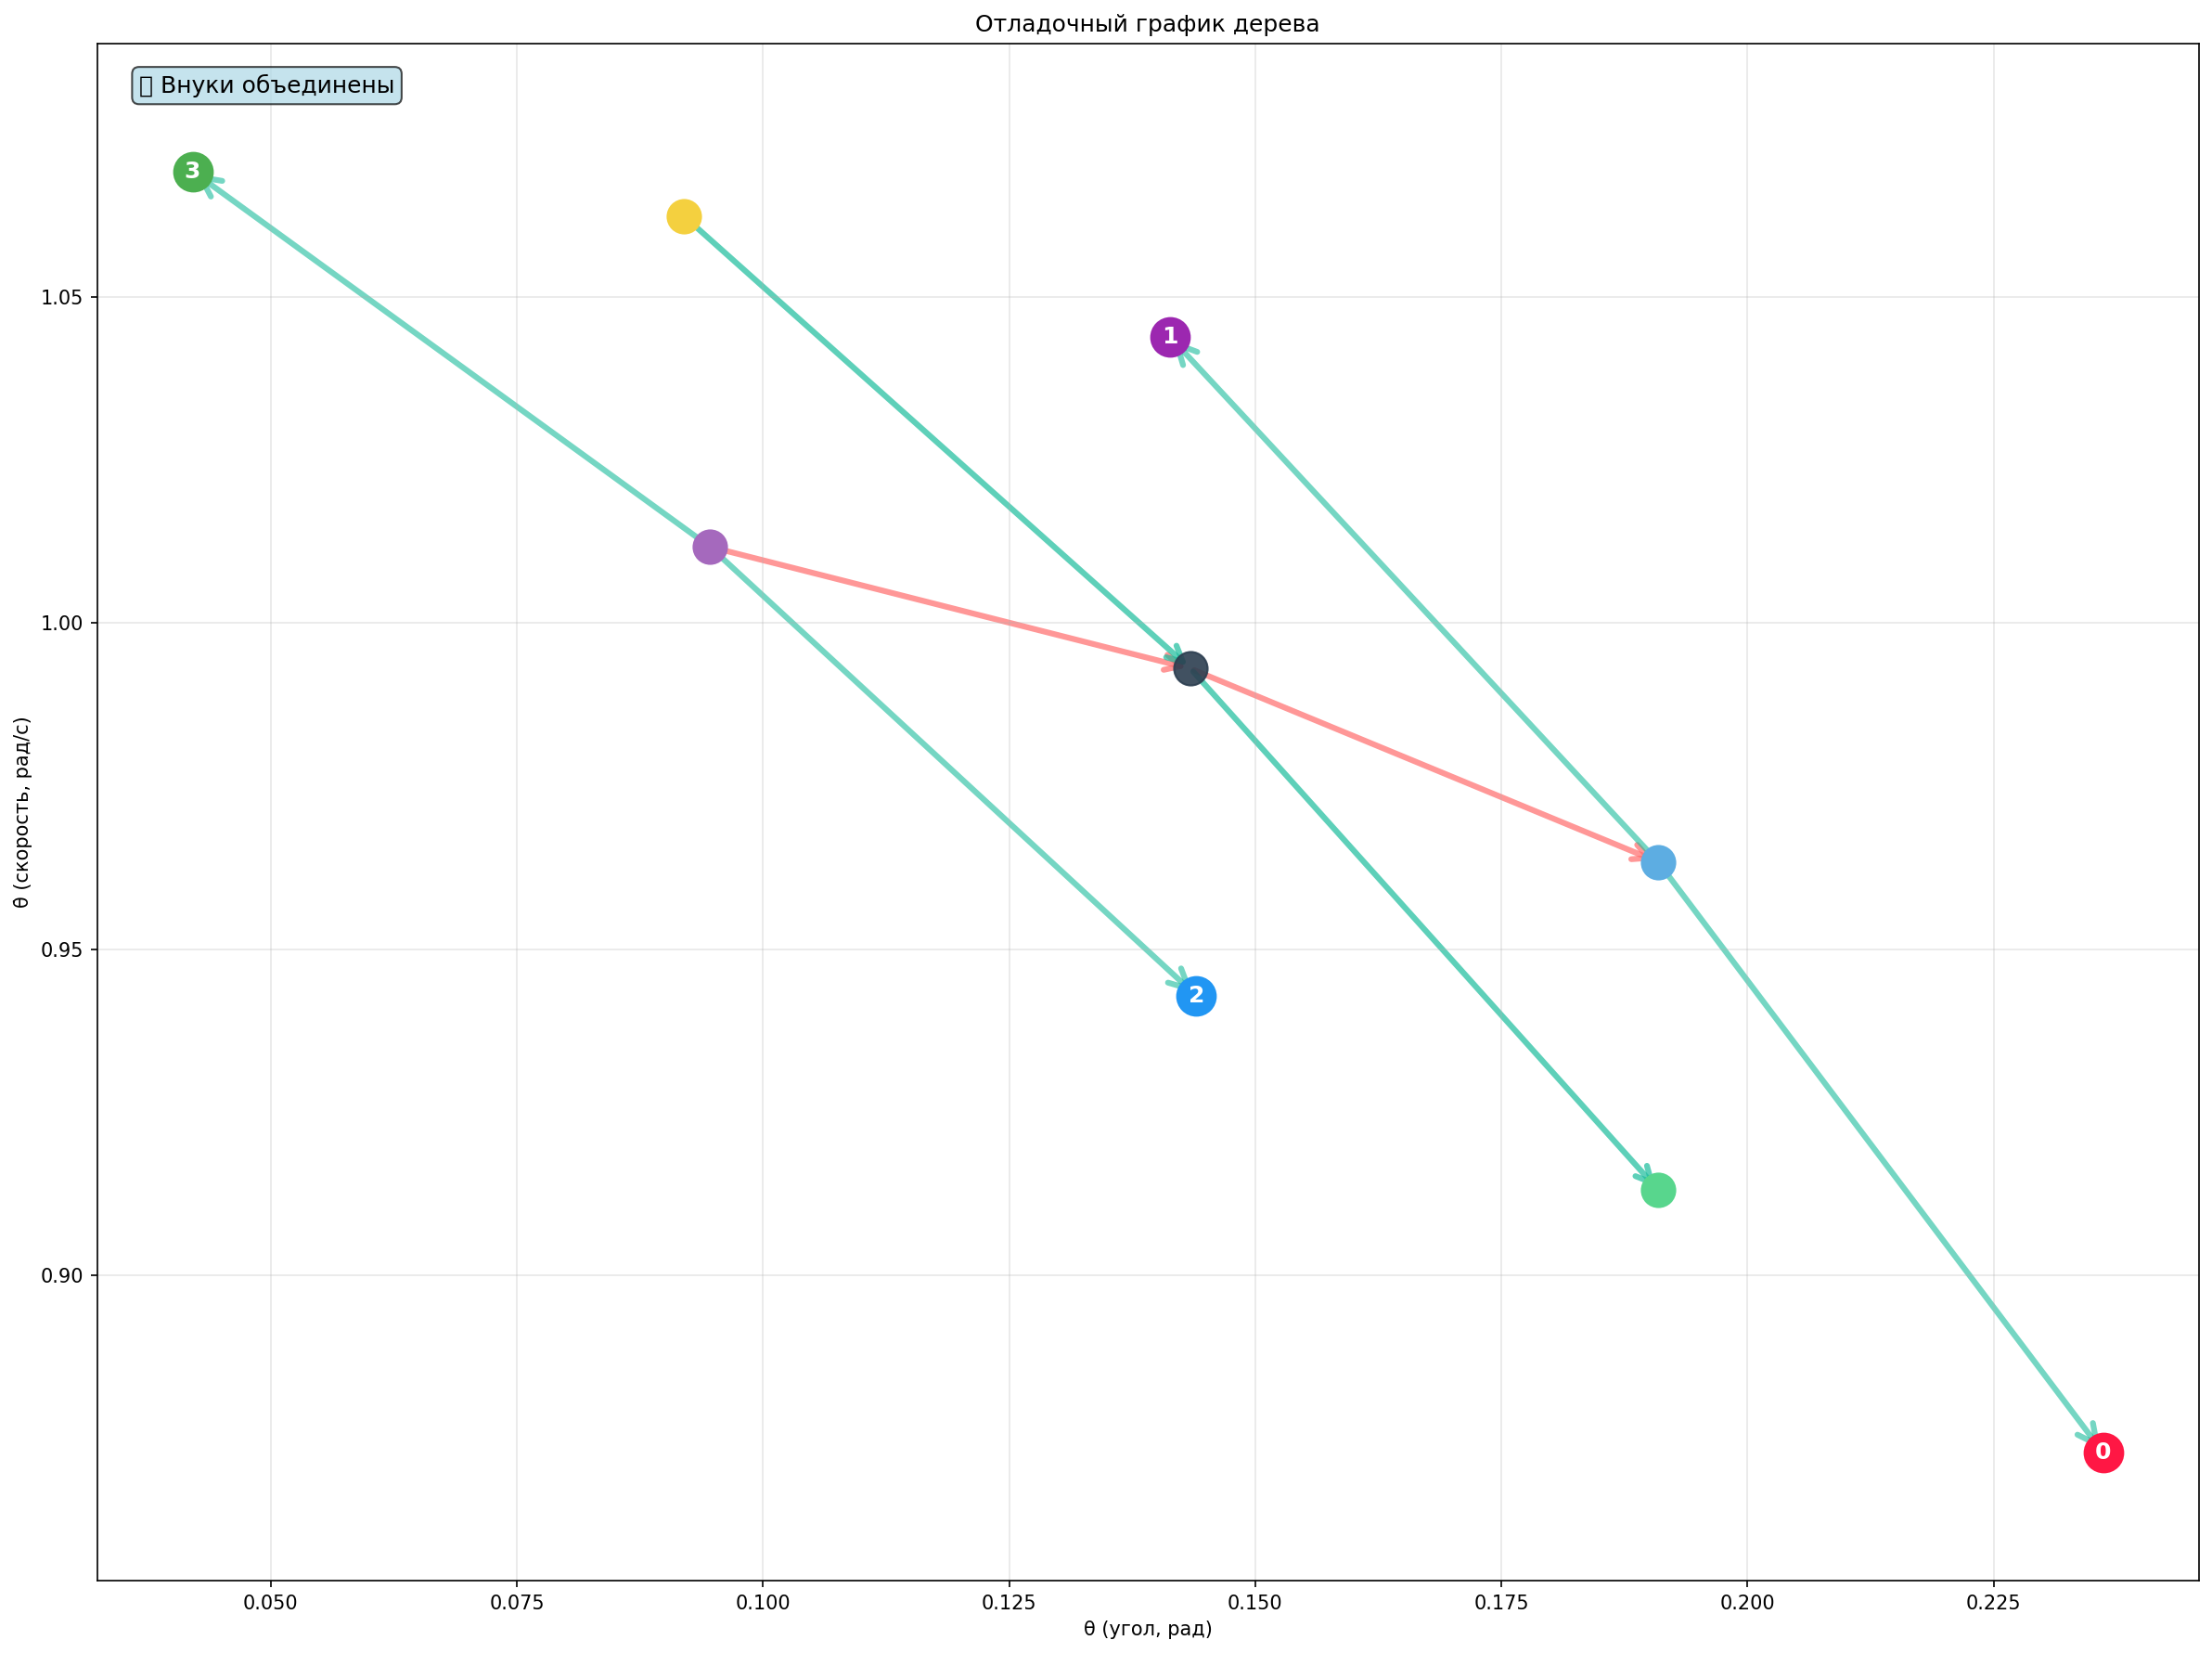 Отладочный график дерева
Внуки объединены
3
1
2
0
1.05
1.00
0.95
0.90
θ (скорость, рад/с)
0.050 0.075 0.100 0.125 0.150 0.175 0.200 0.225
θ (угол, рад)